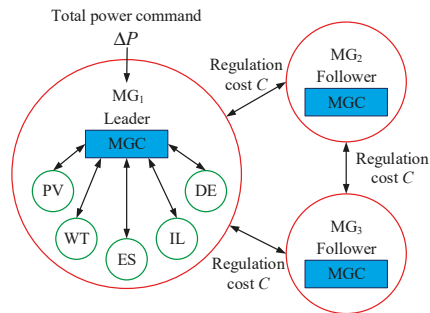 Total power command
ΔP
MG₁
Leader
MGC
PV
WT
ES
IL
DE
Regulation
cost C
MG₂
Follower
MGC
Regulation
cost C
Regulation
cost C
MG₃
Follower
MGC